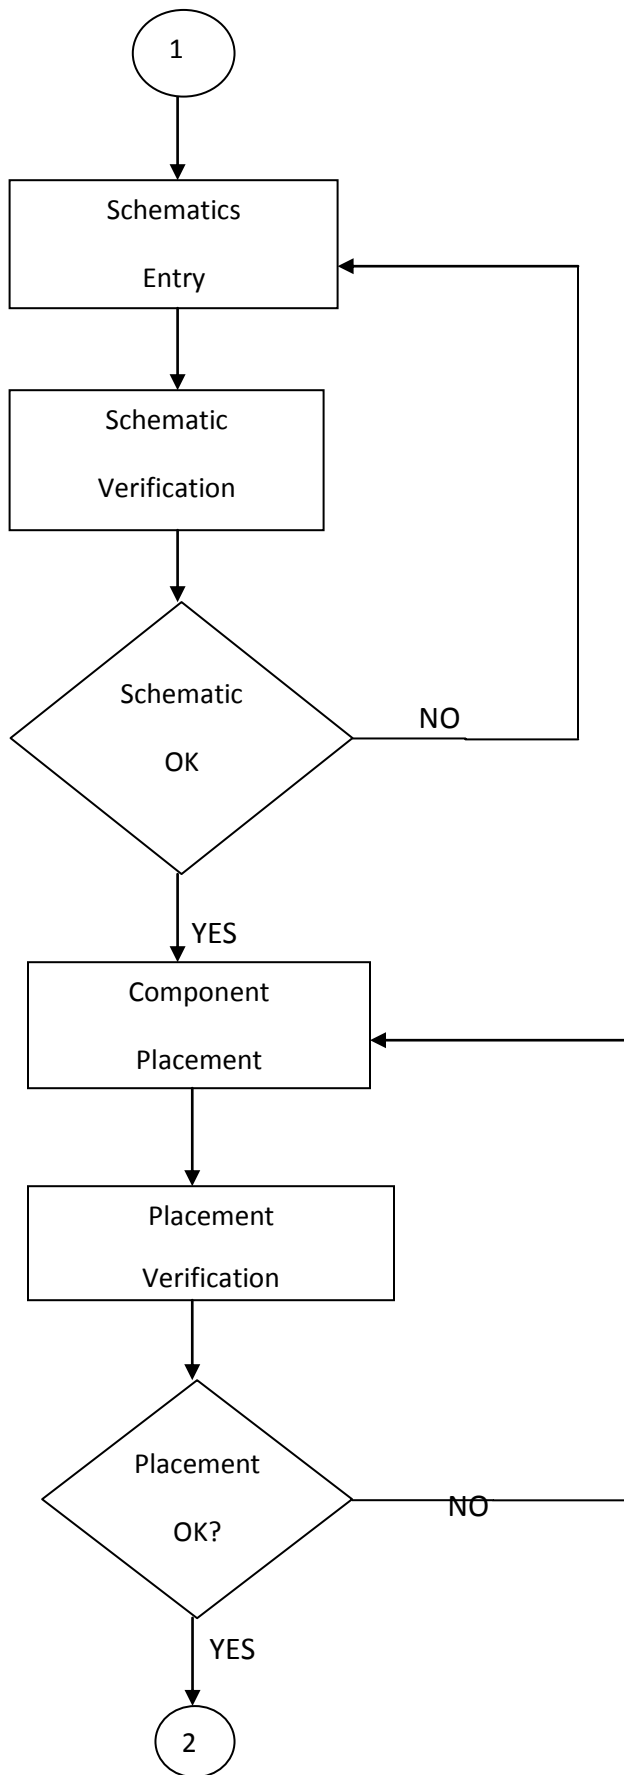 1
Schematics
Entry
Schematic
Verification
Schematic
OK
NO
YES
Component
Placement
Placement
Verification
Placement
OK?
NO
YES
2